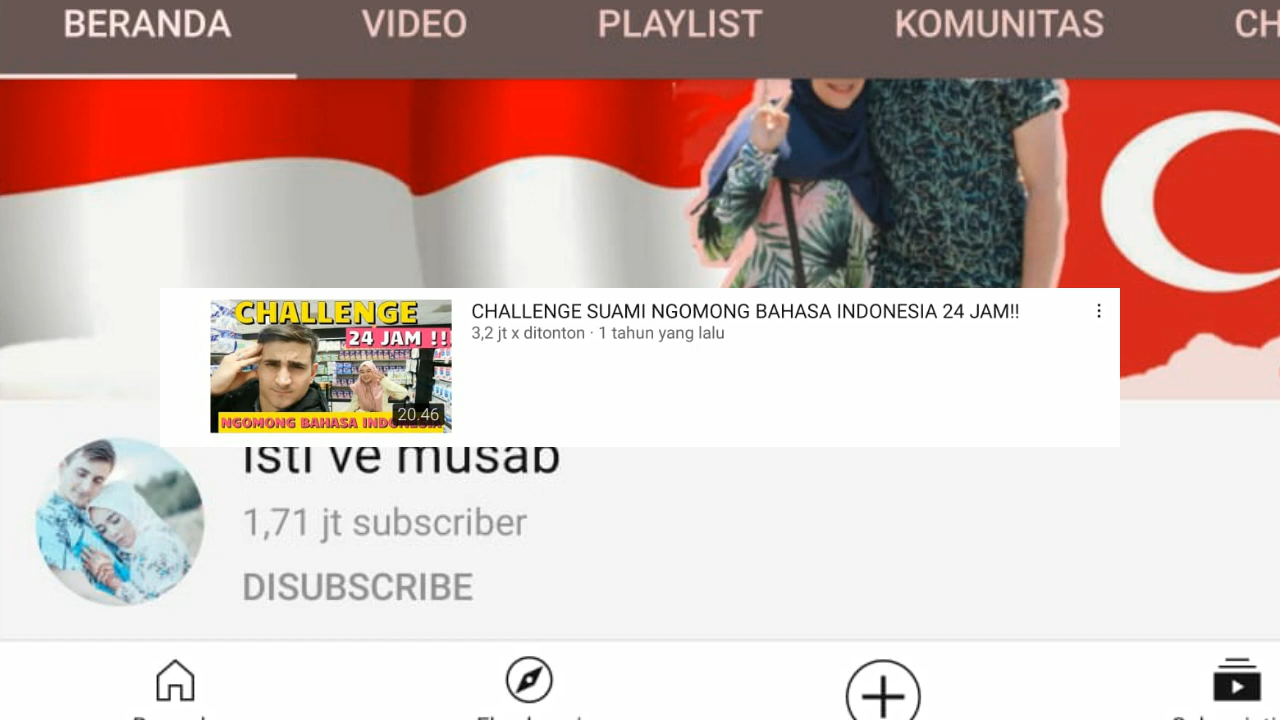 BERANDA VIDEO PLAYLIST KOMUNITAS CH
CHALLENGE
24 JAM !!
20.46
NGOMONG BAHASA INDONESIA
CHALLENGE SUAMI NGOMONG BAHASA INDONESIA 24 JAM!!
3,2 jt x ditonton · 1 tahun yang lalu
isti ve musab
1,71 jt subscriber
DISUBSCRIBE